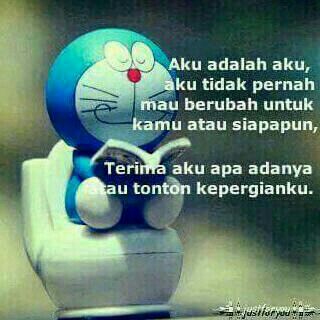 Aku adalah aku,
aku tidak pernah
mau berubah untuk
kamu atau siapapun,
Terima aku apa adanya
atau tonton kepergianku.
justforyou